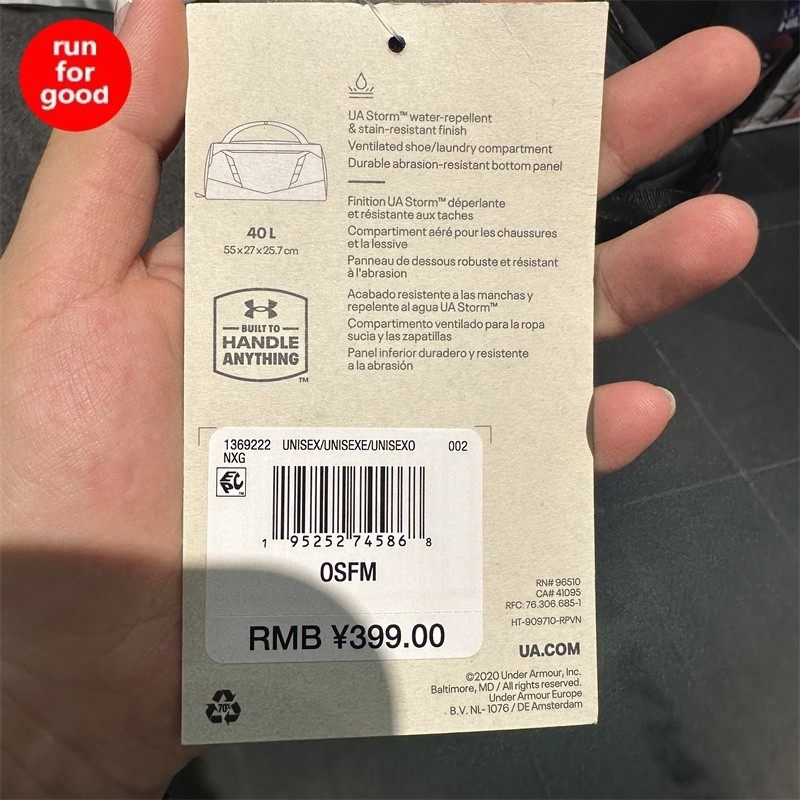 run
for
good
UA Storm™ water-repellent
& stain-resistant finish
Ventilated shoe/laundry compartment
Durable abrasion-resistant bottom panel
Finition UA Storm™ déperlante
et résistante aux taches
Compartiment aéré pour les chaussures
et la lessive
Panneau de dessous robuste et résistant
à l'abrasion
Acabado resistente a las manchas y
repelente al agua UA Storm™
Compartimento ventilado para la ropa
sucia y las zapatillas
Panel inferior duradero y resistente
a la abrasión
40 L
55 x 27 x 25.7 cm
BUILT TO
HANDLE
ANYTHING
™
1369222 UNISEX/UNISEXE/UNISEXO 002
NXG
EPC
1 95252 74586 8
OSFM
RMB ¥399.00
RN# 96510
CA# 41095
RFC: 76.306.685-1
HT-909710-RPVN
UA.COM
©2020 Under Armour, Inc.
Baltimore, MD / All rights reserved.
Under Armour Europe
B.V. NL- 1076 / DE Amsterdam